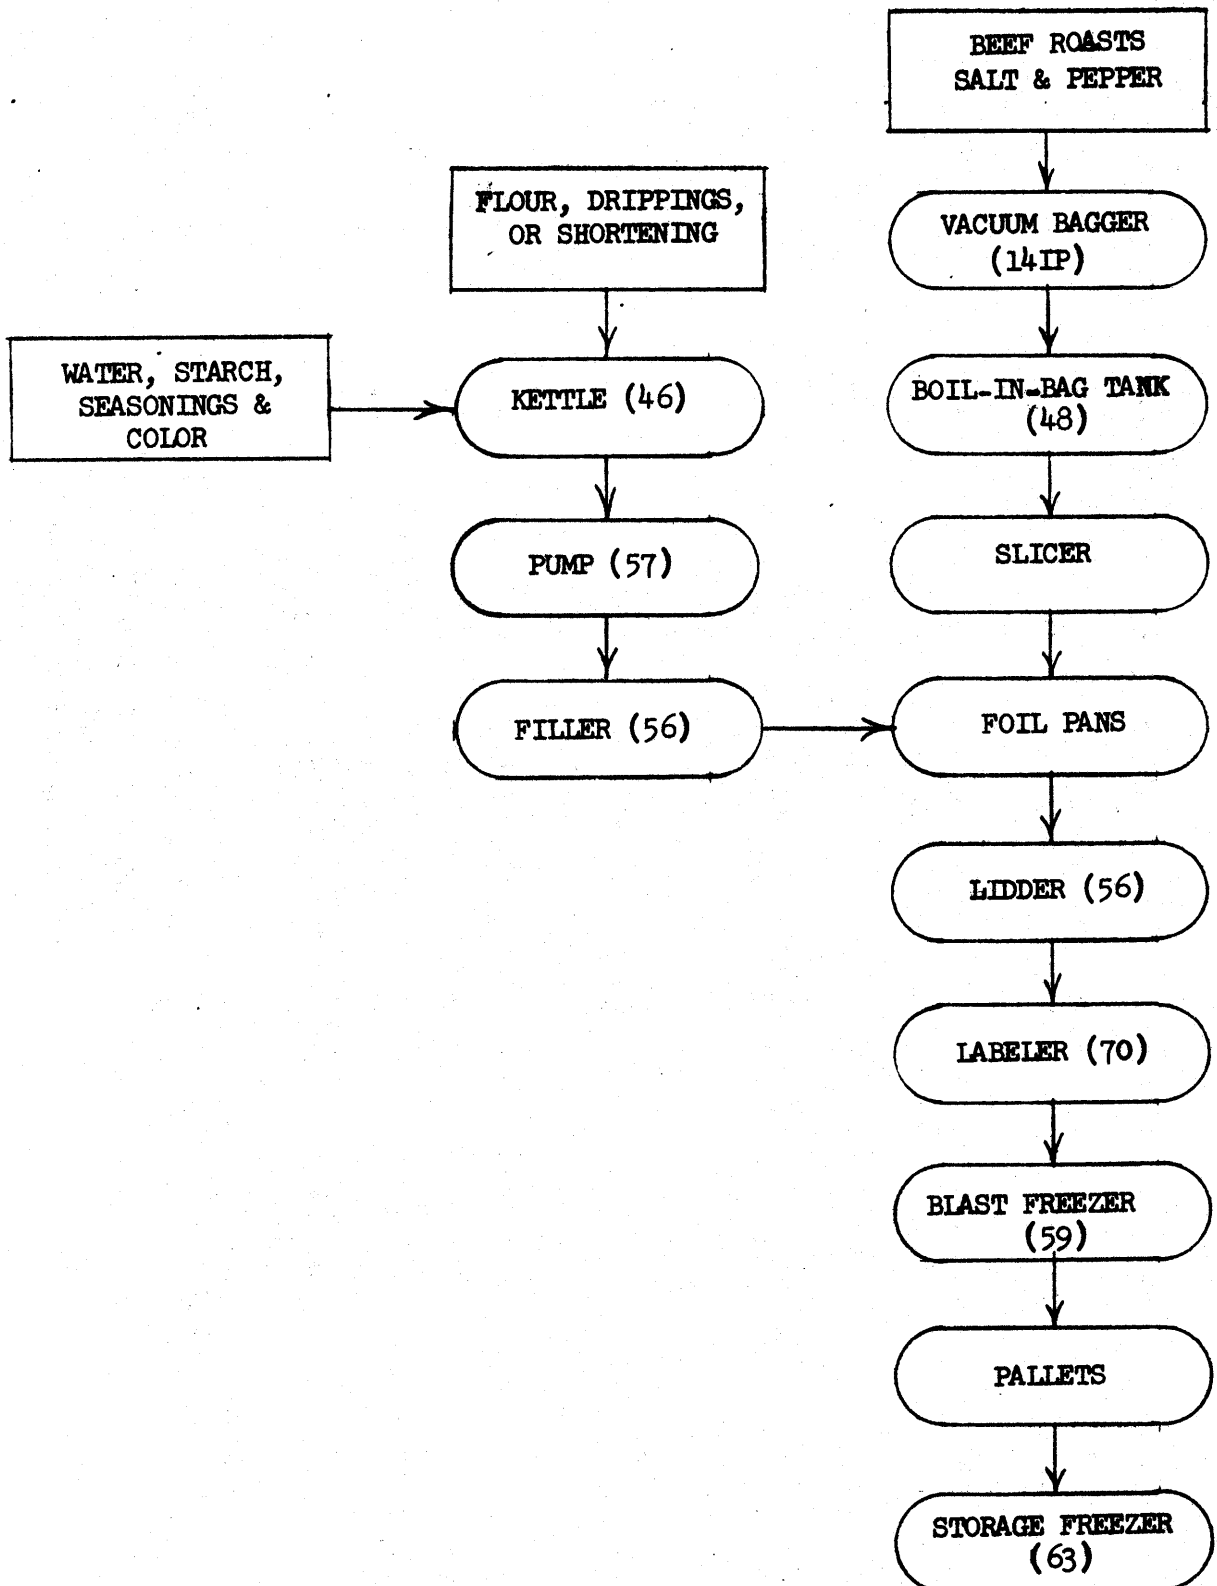 BEEF ROASTS
SALT & PEPPER
FLOUR, DRIPPINGS,
OR SHORTENING
VACUUM BAGGER
(14IP)
WATER, STARCH,
SEASONINGS &
COLOR
KETTLE (46)
BOIL-IN-BAG TANK
(48)
PUMP (57)
SLICER
FILLER (56)
FOIL PANS
LIDDER (56)
LABELER (70)
BLAST FREEZER
(59)
PALLETS
STORAGE FREEZER
(63)